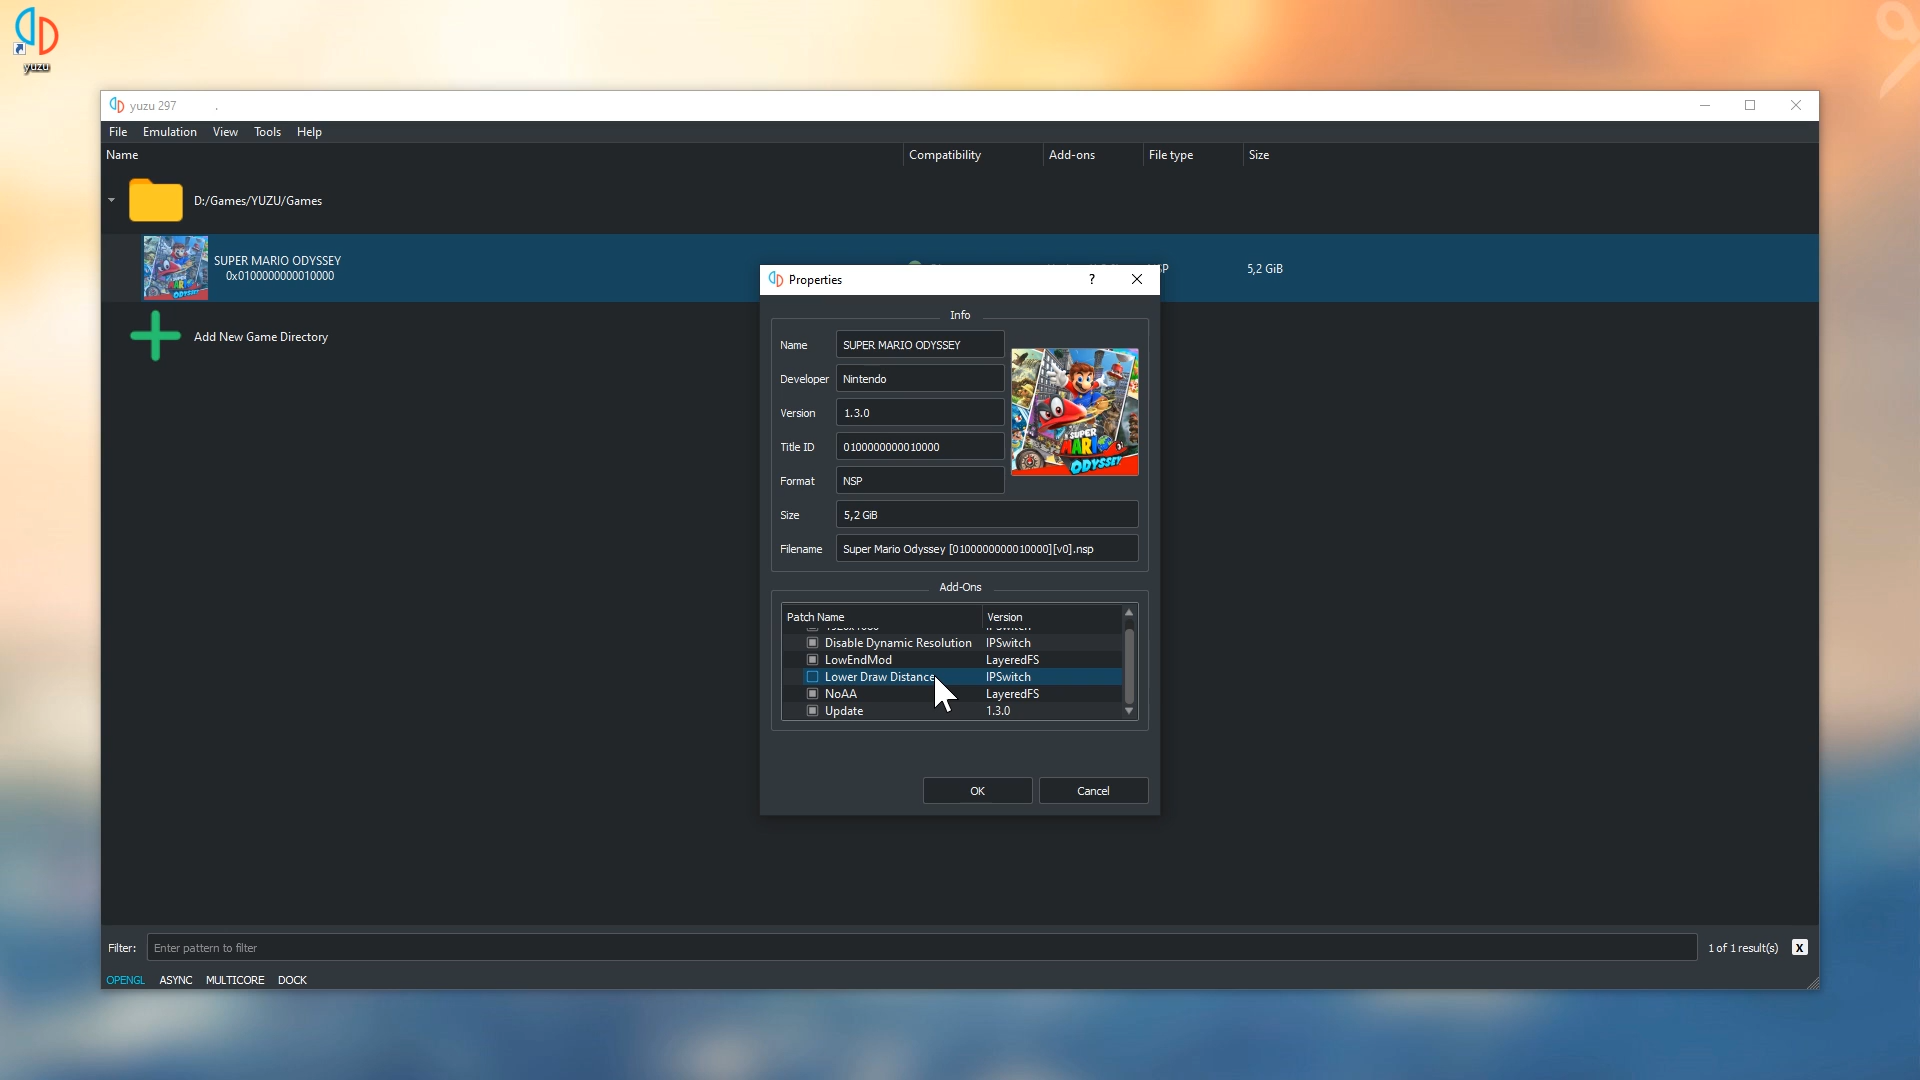 yuzu
yuzu 297 .
File Emulation View Tools Help
Name Compatibility Add-ons File type Size
D:/Games/YUZU/Games
SUPER MARIO ODYSSEY
0x0100000000010000
5,2 GiB
Add New Game Directory
Properties ?
Info
Name SUPER MARIO ODYSSEY
Developer Nintendo
Version 1.3.0
Title ID 0100000000010000
Format NSP
SUPER
MARIO
ODYSSEY
Size 5,2 GiB
Filename Super Mario Odyssey [0100000000010000][v0].nsp
Add-Ons
Patch Name Version
Disable Dynamic Resolution IPSwitch
LowEndMod LayeredFS
Lower Draw Distance IPSwitch
NoAA LayeredFS
Update 1.3.0
OK Cancel
Filter: Enter pattern to filter 1 of 1 result(s) X
OPENGL ASYNC MULTICORE DOCK